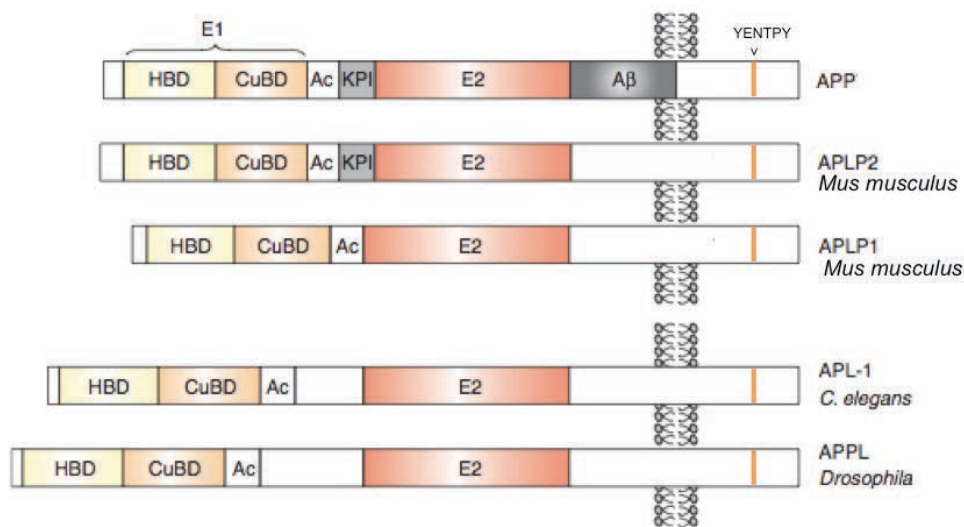 E1
YENTPY
HBD CuBD Ac KPI E2 Aβ APP
HBD CuBD Ac KPI E2 APLP2
Mus musculus
HBD CuBD Ac E2 APLP1
Mus musculus
HBD CuBD Ac E2 APL-1
C. elegans
HBD CuBD Ac E2 APPL
Drosophila